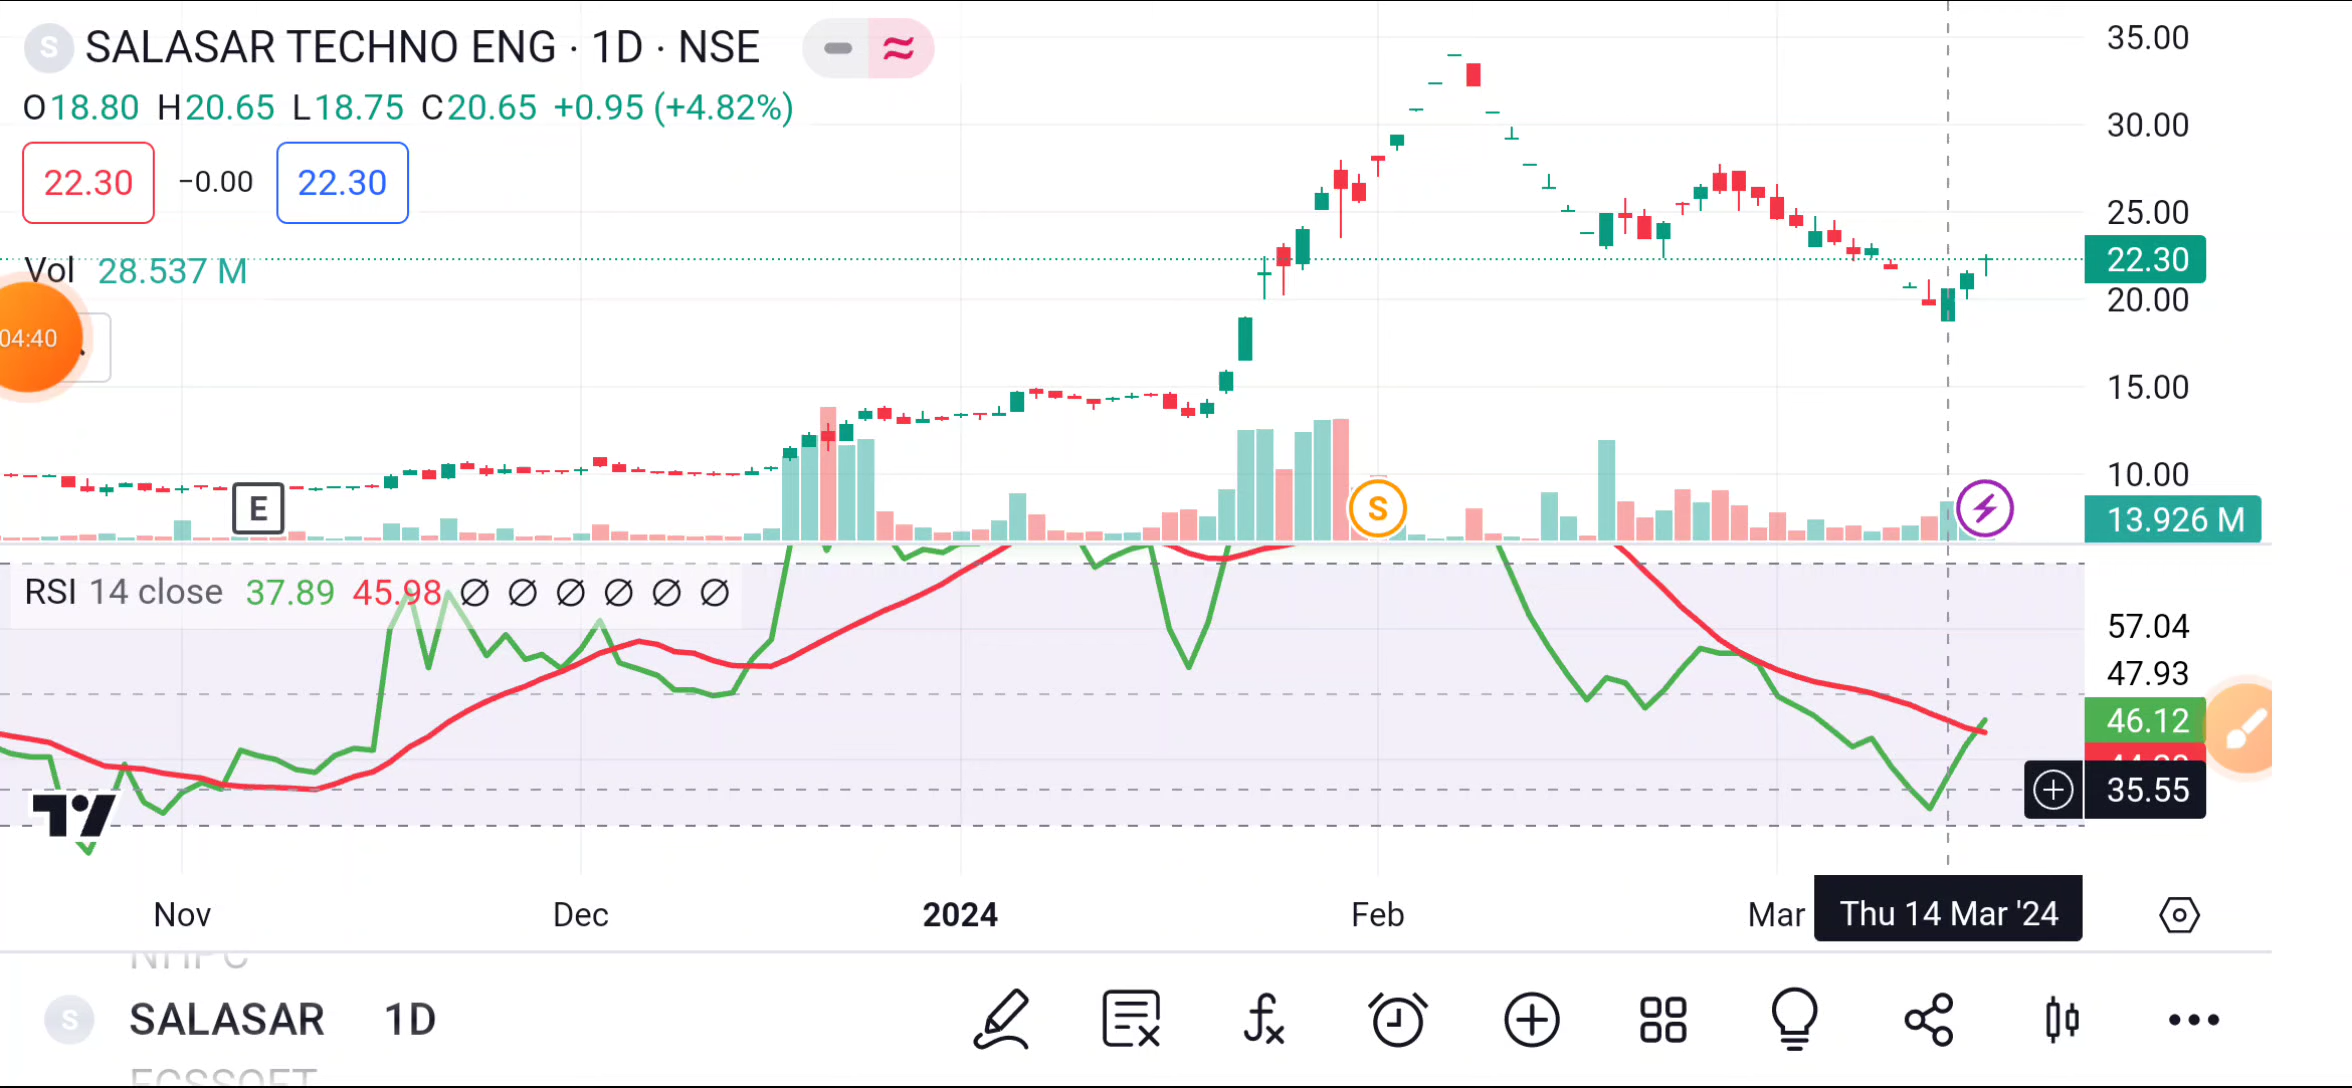 S SALASAR TECHNO ENG · 1D · NSE
O18.80 H20.65 L18.75 C20.65 +0.95 (+4.82%)
22.30 −0.00 22.30
Vol 28.537 M
04:40
35.00
30.00
25.00
22.30
20.00
15.00
10.00
13.926 M
E
S
RSI 14 close 37.89 45.98 ∅ ∅ ∅ ∅ ∅ ∅
57.04
47.93
46.12
35.55
Nov Dec 2024 Feb Mar Thu 14 Mar '24
NHPC
S SALASAR 1D